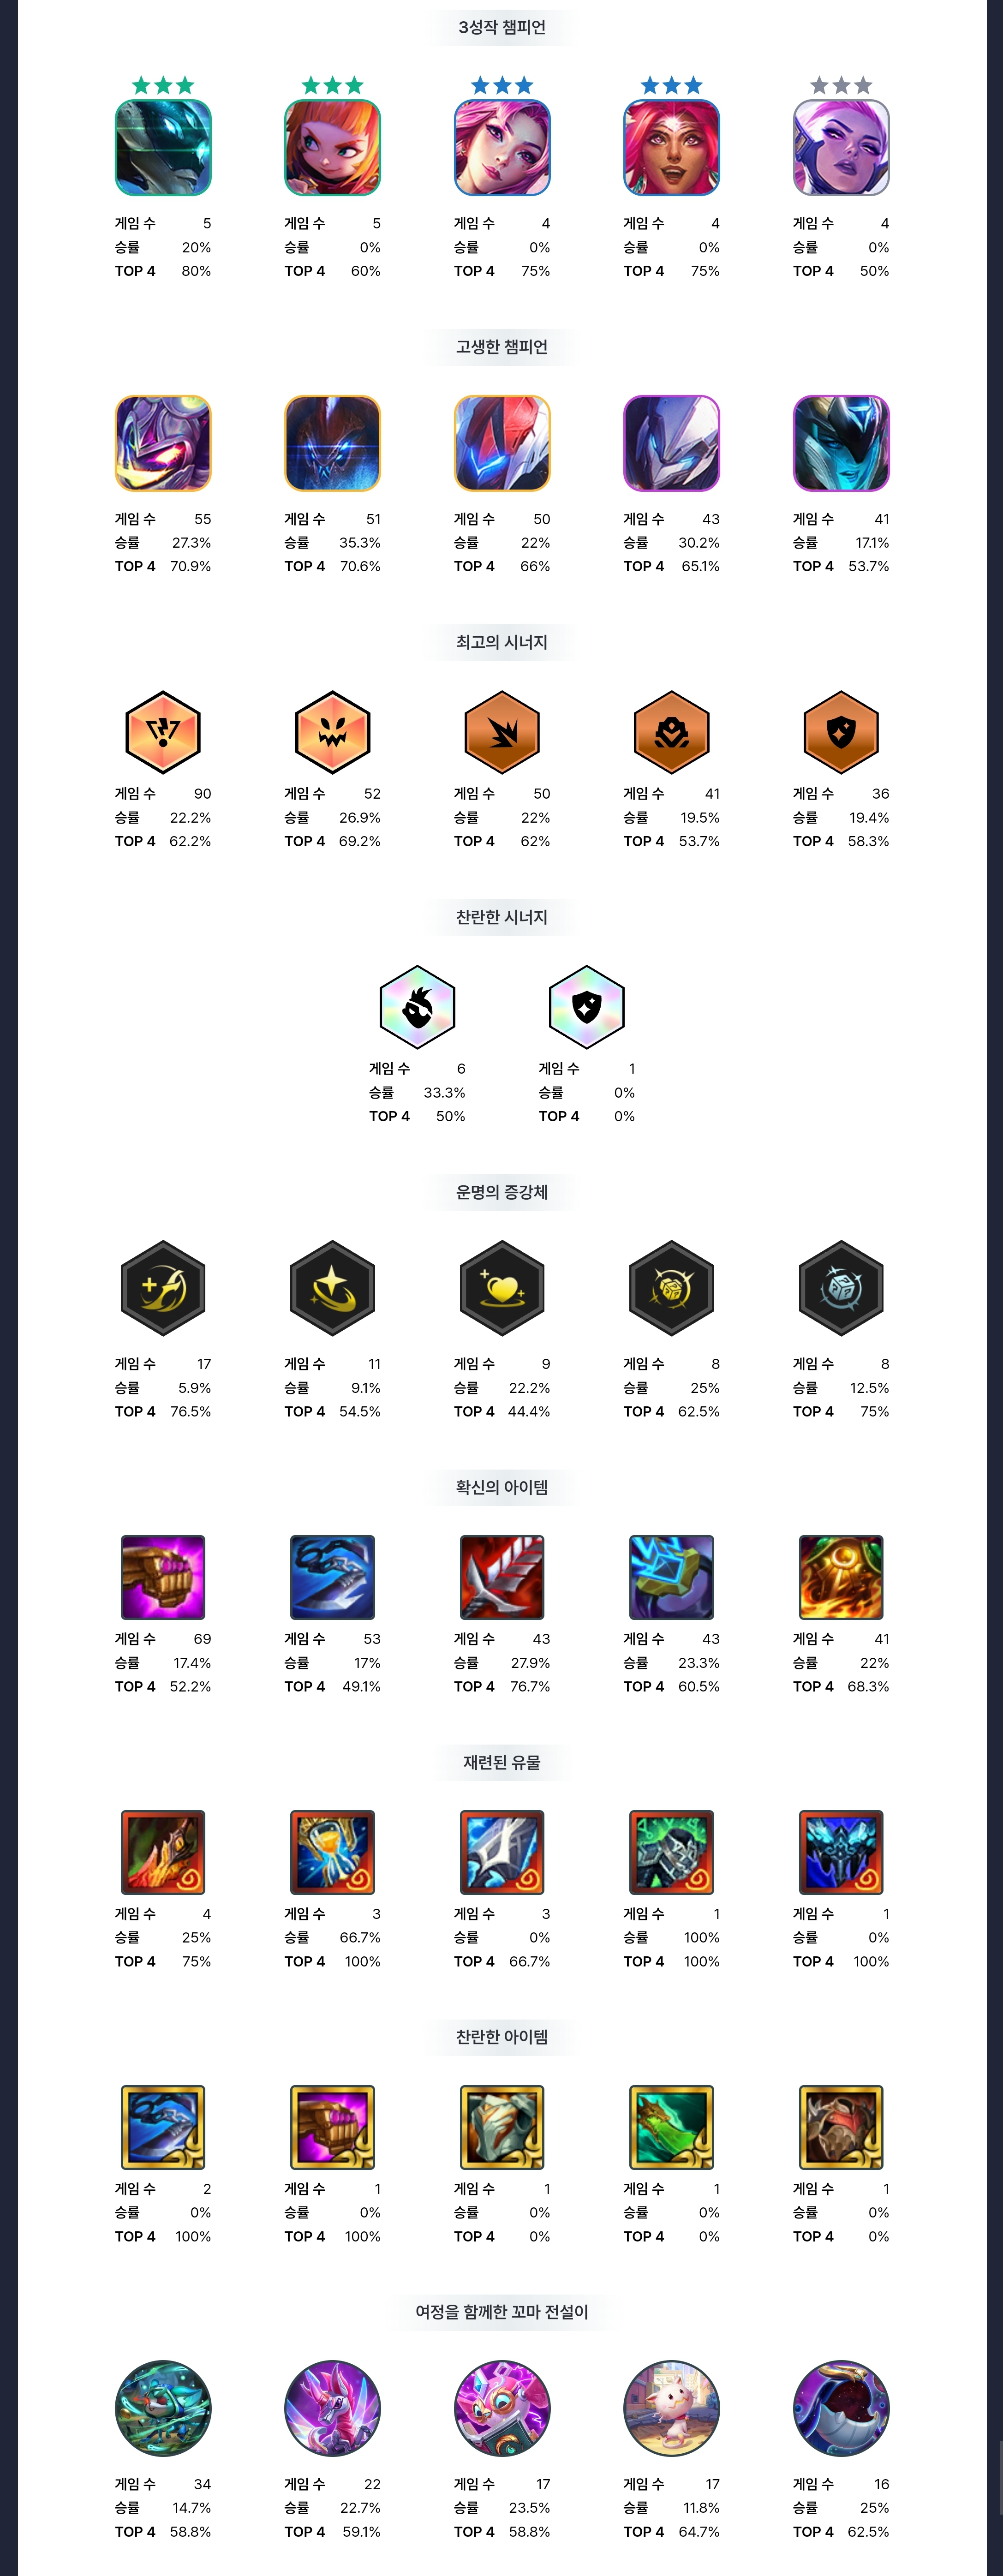 3성작 챔피언
게임 수 5 게임 수 5 게임 수 4 게임 수 4 게임 수 4
승률 20% 승률 0% 승률 0% 승률 0% 승률 0%
TOP 4 80% TOP 4 60% TOP 4 75% TOP 4 75% TOP 4 50%
고생한 챔피언
게임 수 55 게임 수 51 게임 수 50 게임 수 43 게임 수 41
승률 27.3% 승률 35.3% 승률 22% 승률 30.2% 승률 17.1%
TOP 4 70.9% TOP 4 70.6% TOP 4 66% TOP 4 65.1% TOP 4 53.7%
최고의 시너지
게임 수 90 게임 수 52 게임 수 50 게임 수 41 게임 수 36
승률 22.2% 승률 26.9% 승률 22% 승률 19.5% 승률 19.4%
TOP 4 62.2% TOP 4 69.2% TOP 4 62% TOP 4 53.7% TOP 4 58.3%
찬란한 시너지
게임 수 6 게임 수 1
승률 33.3% 승률 0%
TOP 4 50% TOP 4 0%
운명의 증강체
게임 수 17 게임 수 11 게임 수 9 게임 수 8 게임 수 8
승률 5.9% 승률 9.1% 승률 22.2% 승률 25% 승률 12.5%
TOP 4 76.5% TOP 4 54.5% TOP 4 44.4% TOP 4 62.5% TOP 4 75%
확신의 아이템
게임 수 69 게임 수 53 게임 수 43 게임 수 43 게임 수 41
승률 17.4% 승률 17% 승률 27.9% 승률 23.3% 승률 22%
TOP 4 52.2% TOP 4 49.1% TOP 4 76.7% TOP 4 60.5% TOP 4 68.3%
재련된 유물
게임 수 4 게임 수 3 게임 수 3 게임 수 1 게임 수 1
승률 25% 승률 66.7% 승률 0% 승률 100% 승률 0%
TOP 4 75% TOP 4 100% TOP 4 66.7% TOP 4 100% TOP 4 100%
찬란한 아이템
게임 수 2 게임 수 1 게임 수 1 게임 수 1 게임 수 1
승률 0% 승률 0% 승률 0% 승률 0% 승률 0%
TOP 4 100% TOP 4 100% TOP 4 0% TOP 4 0% TOP 4 0%
여정을 함께한 꼬마 전설이
게임 수 34 게임 수 22 게임 수 17 게임 수 17 게임 수 16
승률 14.7% 승률 22.7% 승률 23.5% 승률 11.8% 승률 25%
TOP 4 58.8% TOP 4 59.1% TOP 4 58.8% TOP 4 64.7% TOP 4 62.5%